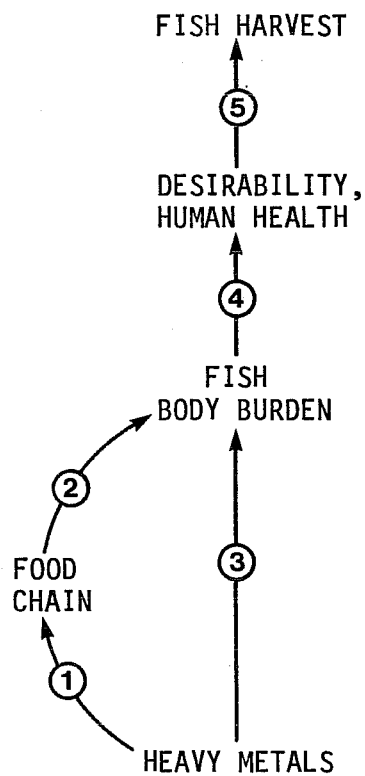 FISH HARVEST
5
DESIRABILITY,
HUMAN HEALTH
4
FISH
BODY BURDEN
2
3
FOOD
CHAIN
1
HEAVY METALS